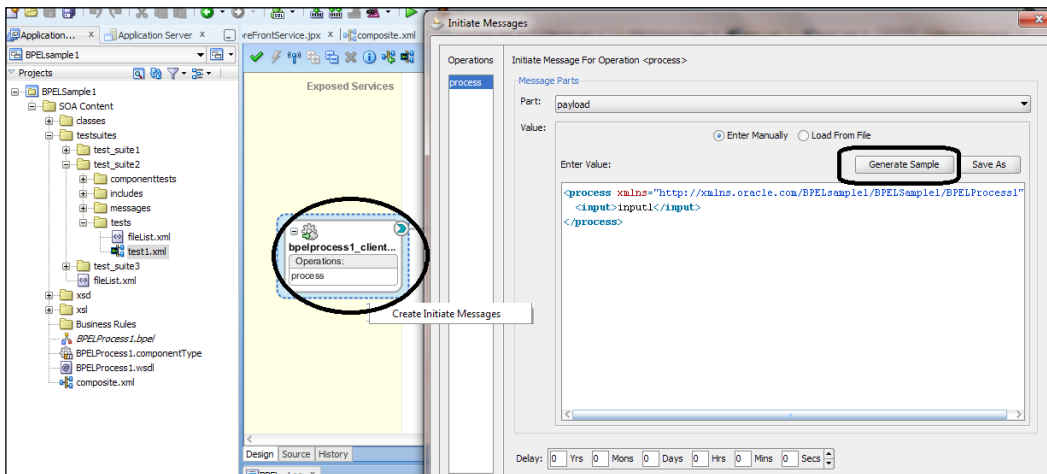 Application... x
Application Server x
reFrontService.jpx x
composite.xml
BPELsample1
Projects
BPELSample1
SOA Content
classes
testsuites
test_suite1
test_suite2
componenttests
includes
messages
tests
fileList.xml
test1.xml
test_suite3
fileList.xml
xsd
xsl
Business Rules
BPELProcess1.bpel
BPELProcess1.componentType
BPELProcess1.wsdl
composite.xml
Exposed Services
bpelprocess1_client...
Operations:
process
Create Initiate Messages
Design Source History
Initiate Messages
Operations
process
Initiate Message For Operation <process>
Message Parts
Part: payload
Value:
Enter Manually Load From File
Enter Value:
Generate Sample Save As
<process xmlns="http://xmlns.oracle.com/BPELsample1/BPELSample1/BPELProcess1"
<input>input1</input>
</process>
Delay: 0 Yrs 0 Mons 0 Days 0 Hrs 0 Mins 0 Secs